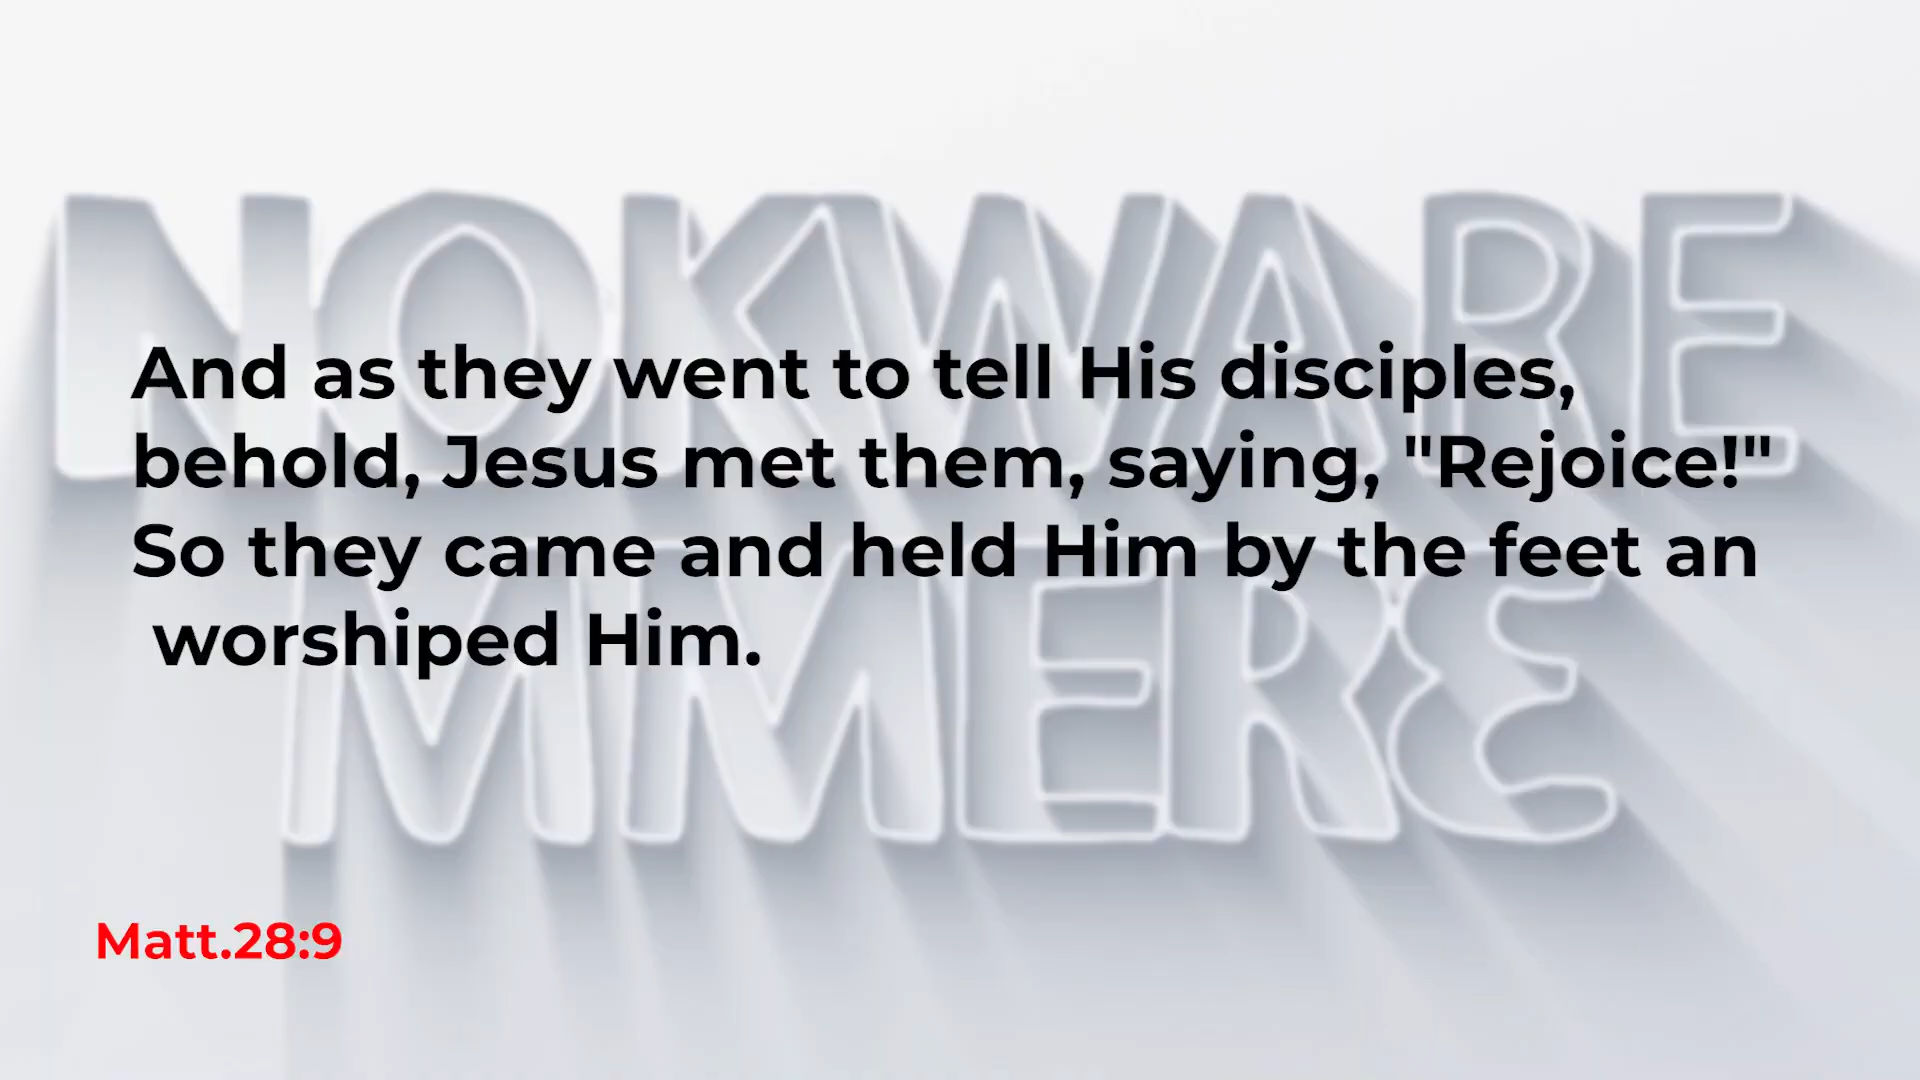 NOKWARE
MMERƐ
And as they went to tell His disciples,
behold, Jesus met them, saying, "Rejoice!"
So they came and held Him by the feet an
worshiped Him.
Matt.28:9